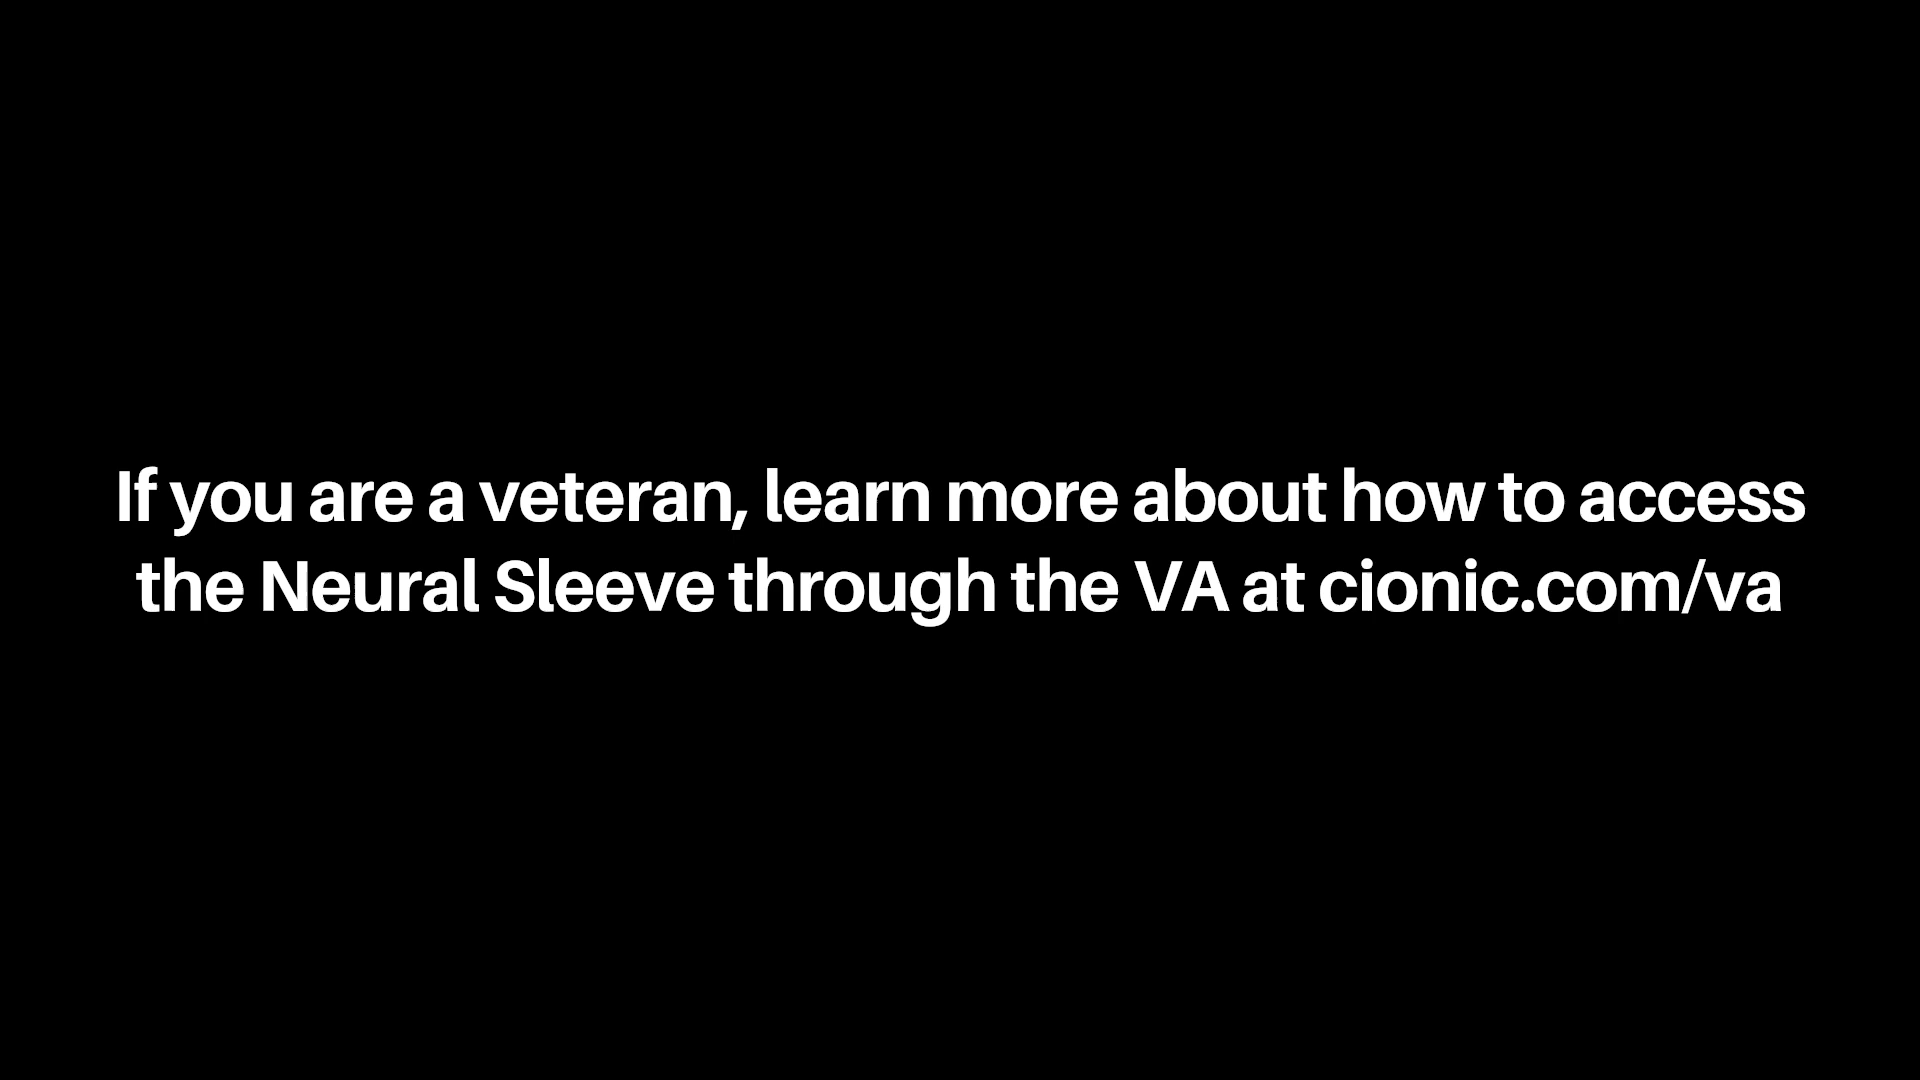 If you are a veteran, learn more about how to access
the Neural Sleeve through the VA at cionic.com/va